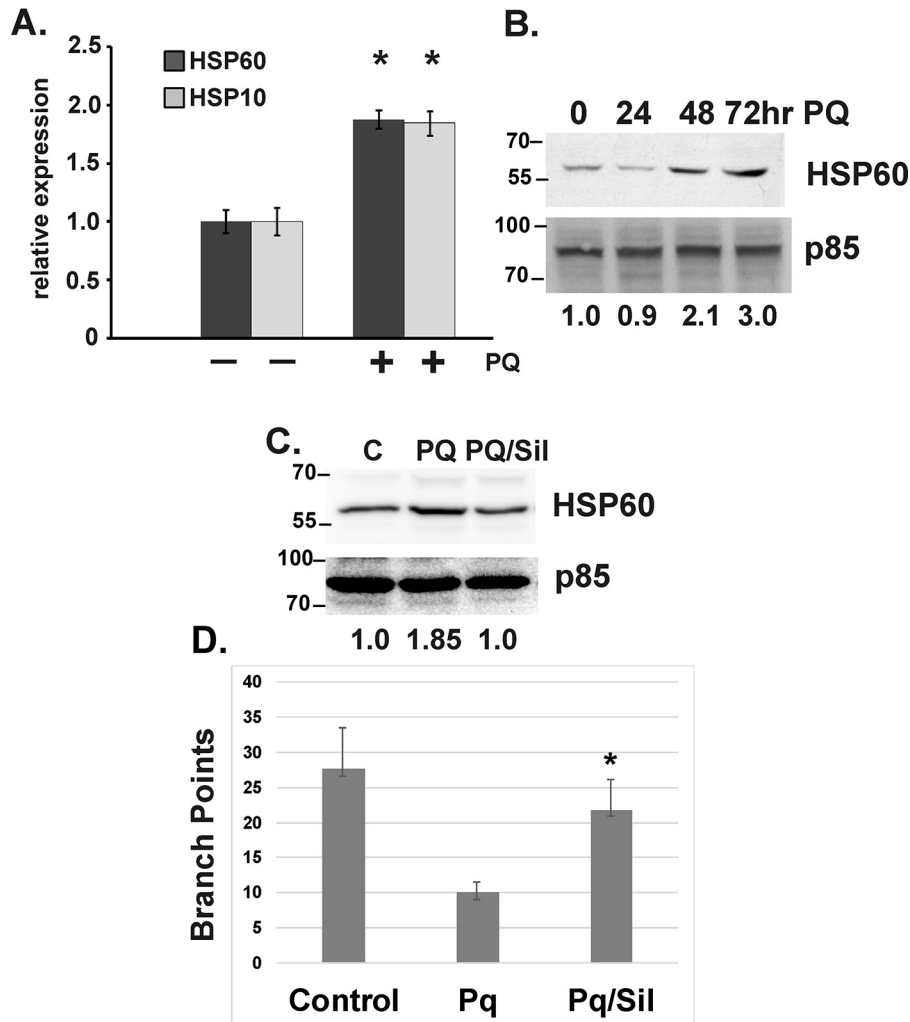 A.
2.5
2.0
1.5
1.0
0.5
0
relative expression
HSP60
HSP10
* *
— — + + PQ
B.
0 24 48 72hr PQ
70
55
HSP60
100
70
p85
1.0 0.9 2.1 3.0
C.
C PQ PQ/Sil
70
55
HSP60
100
70
p85
1.0 1.85 1.0
D.
40
35
30
25
20
15
10
5
0
Branch Points
*
Control Pq Pq/Sil